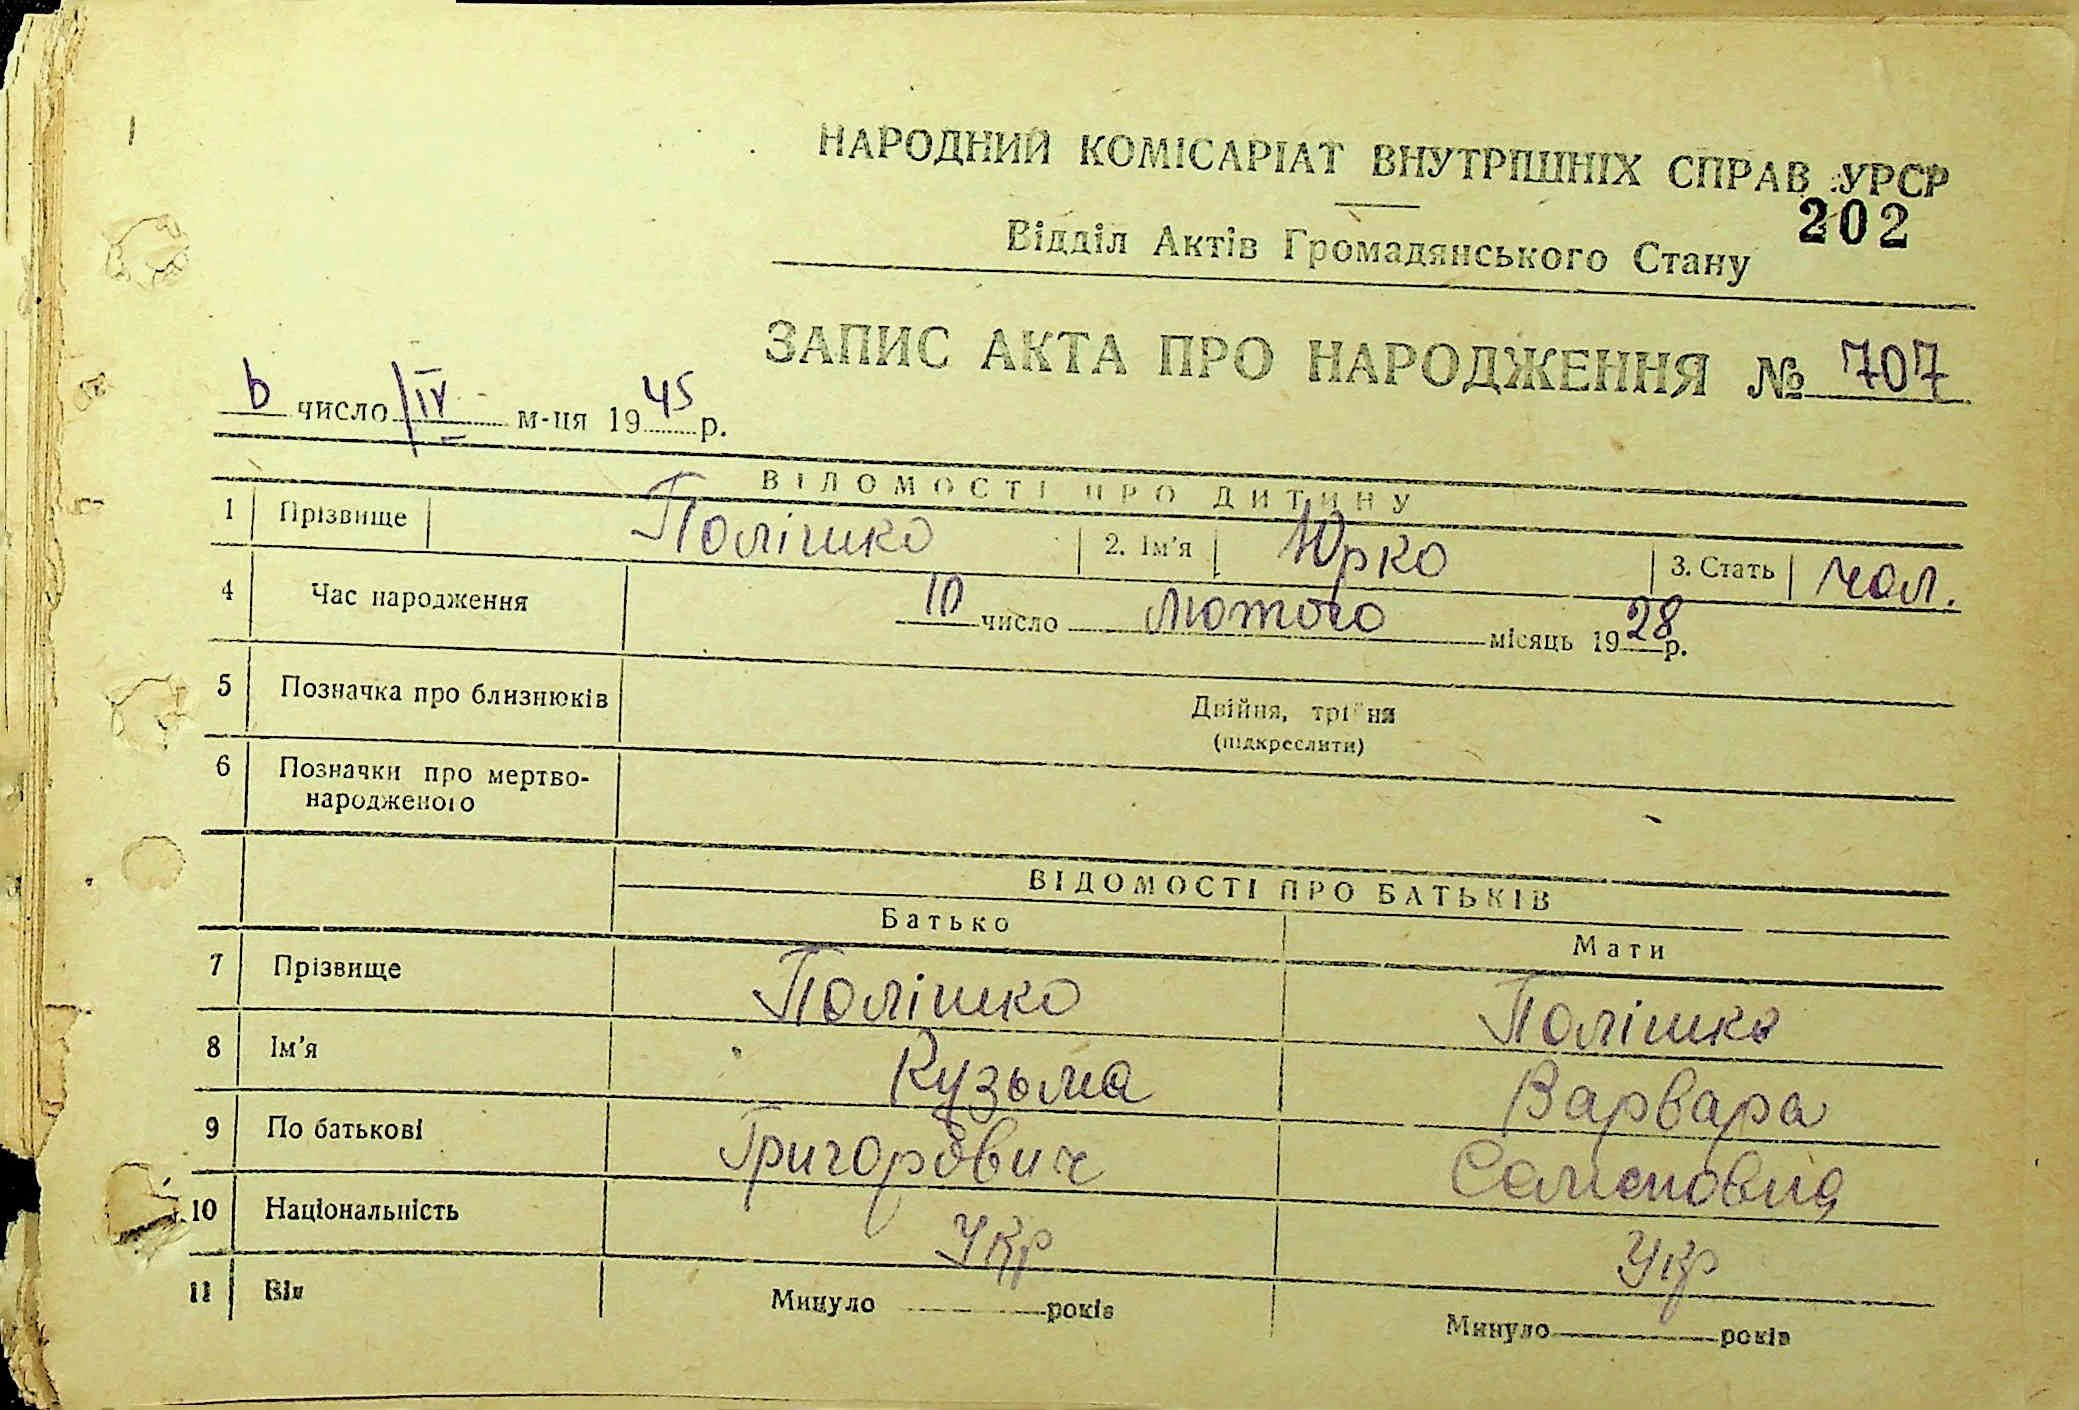 НАРОДНИЙ КОМІСАРІАТ ВНУТРІШНІХ СПРАВ УРСР
202
Відділ Актів Громадянського Стану
ЗАПИС АКТА ПРО НАРОДЖЕННЯ № 707
6 число IV м-ця 1945 р.
ВІДОМОСТІ ПРО ДИТИНУ
1 Прізвище Полішко 2. Ім'я Юрко 3. Стать чол.
4 Час народження 10 число лютого місяць 1928 р.
5 Позначка про близнюків Двійня, трійня
(підкреслити)
6 Позначки про мертво-
народженого
ВІДОМОСТІ ПРО БАТЬКІВ
Батько Мати
7 Прізвище Полішко Полішко
8 Ім'я Кузьма Варвара
9 По батькові Григорович
10 Національність Укр Укр
11 Вік Минуло років Минуло років